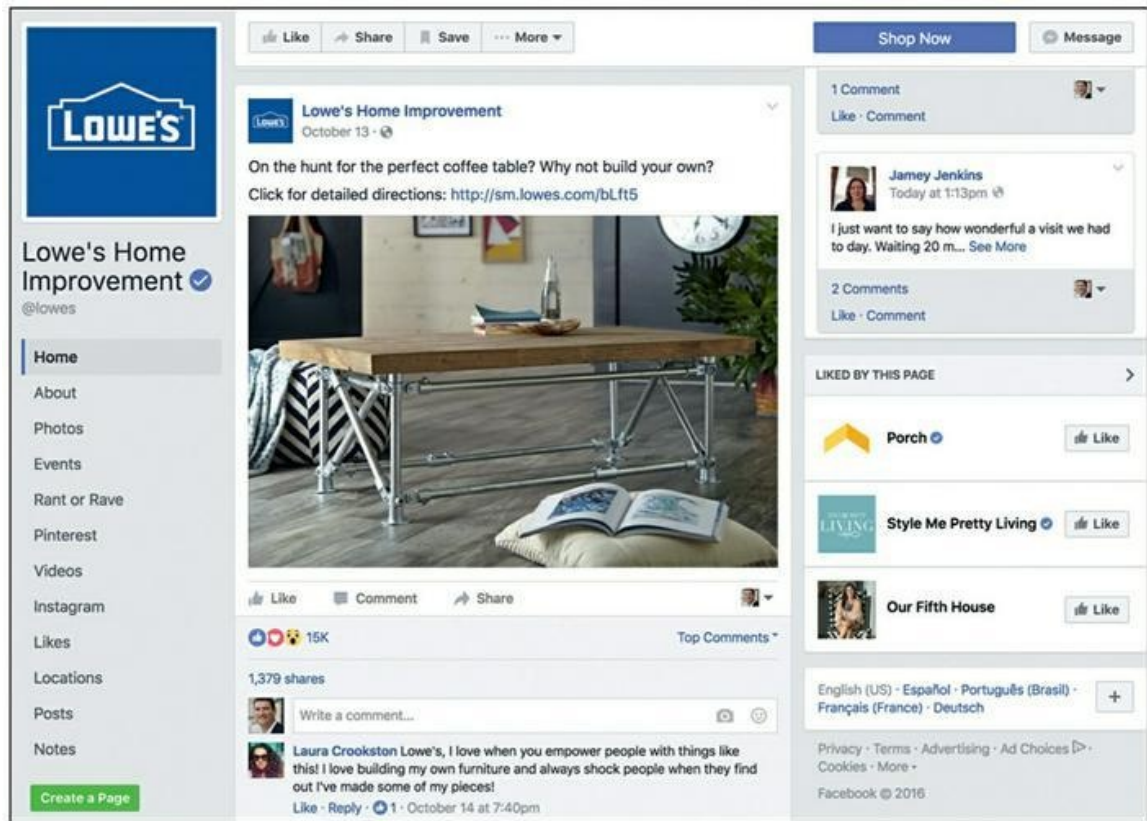 LOWE'S
Lowe's Home
Improvement
@lowes
Home
About
Photos
Events
Rant or Rave
Pinterest
Videos
Instagram
Likes
Locations
Posts
Notes
Create a Page
Like Share Save ··· More
Shop Now Message
LOWE'S
Lowe's Home Improvement
October 13 ·
On the hunt for the perfect coffee table? Why not build your own?
Click for detailed directions: http://sm.lowes.com/bLft5
Like Comment Share
15K Top Comments
1,379 shares
Write a comment...
Laura Crookston Lowe's, I love when you empower people with things like
this! I love building my own furniture and always shock people when they find
out I've made some of my pieces!
Like · Reply · 1 · October 14 at 7:40pm
1 Comment
Like · Comment
Jamey Jenkins
Today at 1:13pm
I just want to say how wonderful a visit we had
to day. Waiting 20 m... See More
2 Comments
Like · Comment
LIKED BY THIS PAGE
Porch Like
LIVING
Style Me Pretty Living Like
Our Fifth House Like
English (US) · Español · Português (Brasil) ·
Français (France) · Deutsch
+
Privacy · Terms · Advertising · Ad Choices ·
Cookies · More
Facebook © 2016